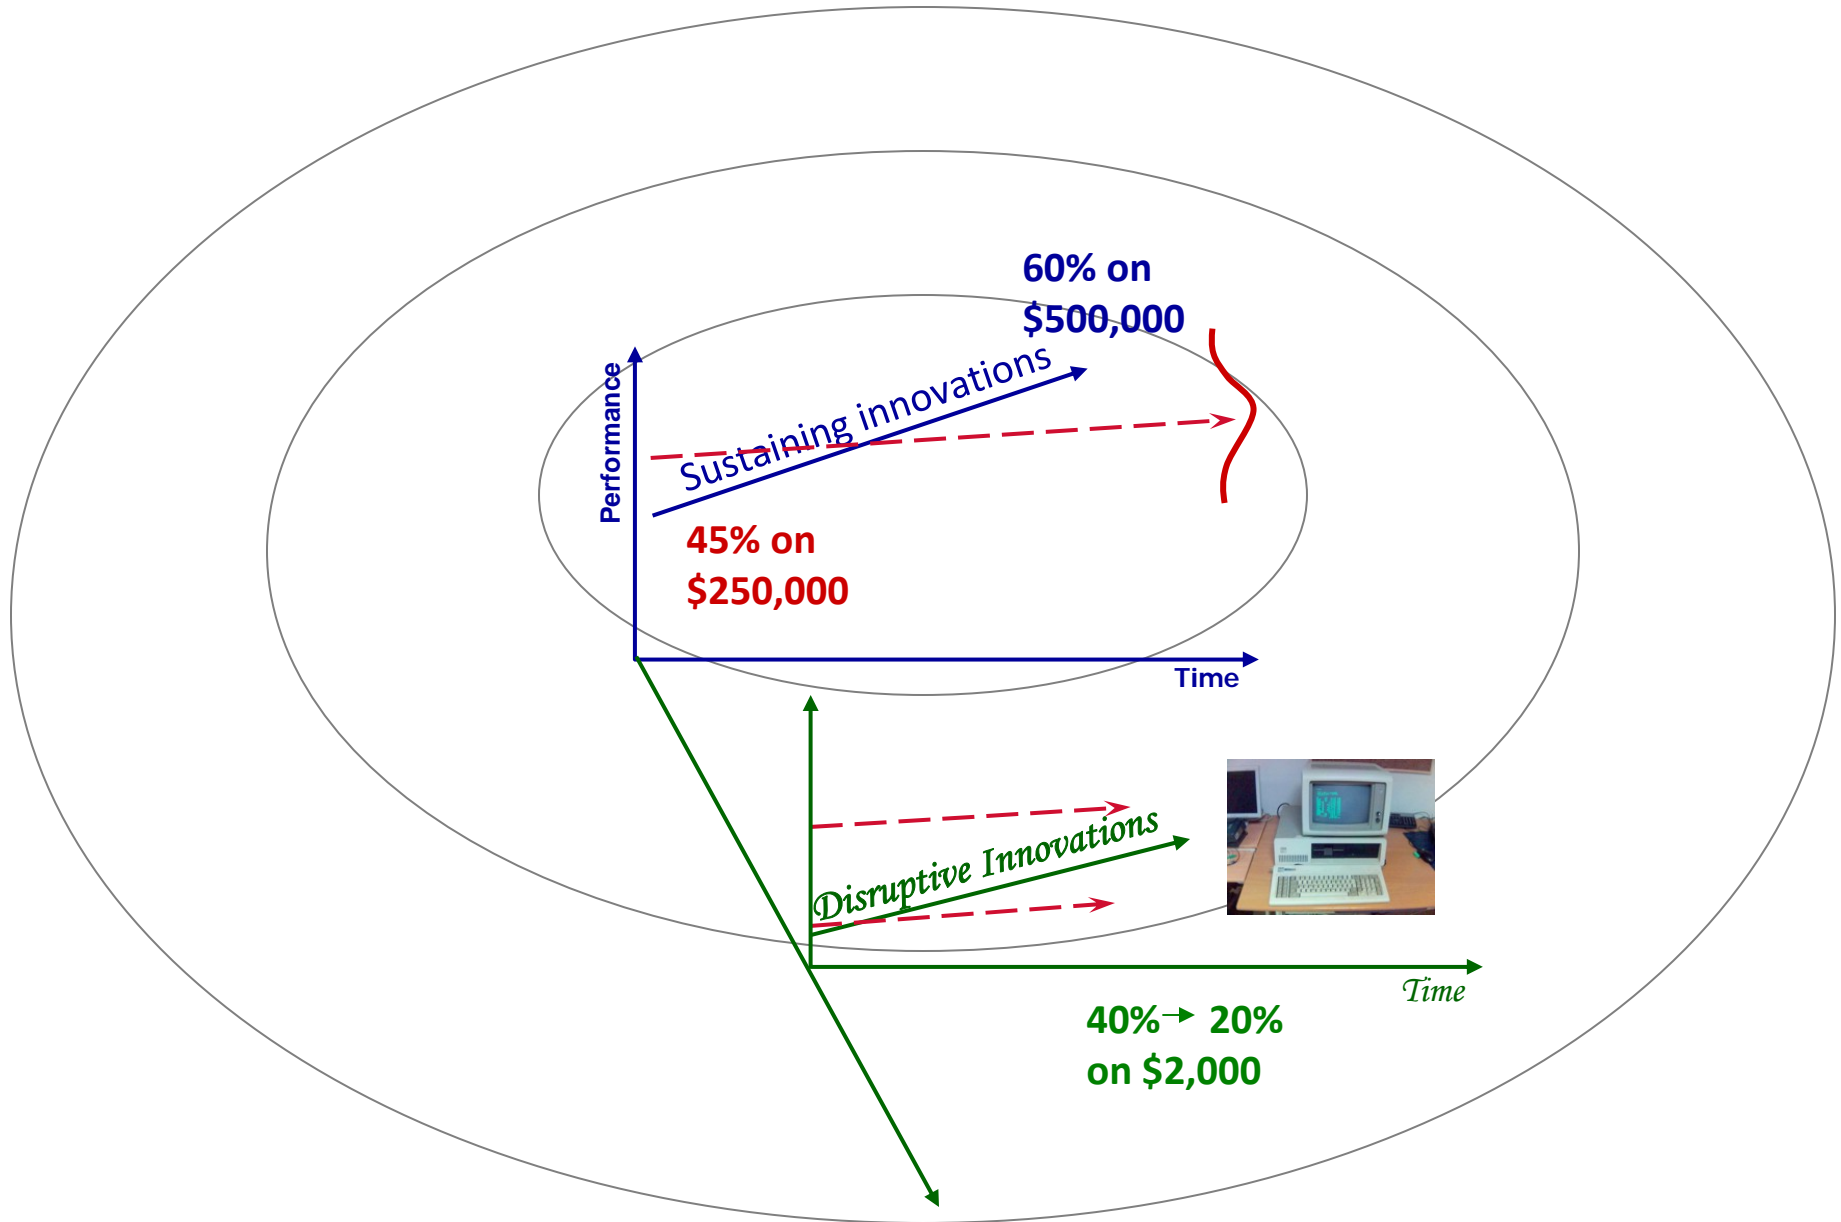 60% on
$500,000
Performance
Sustaining innovations
45% on
$250,000
Time
Disruptive Innovations
Time
40% 20%
on $2,000